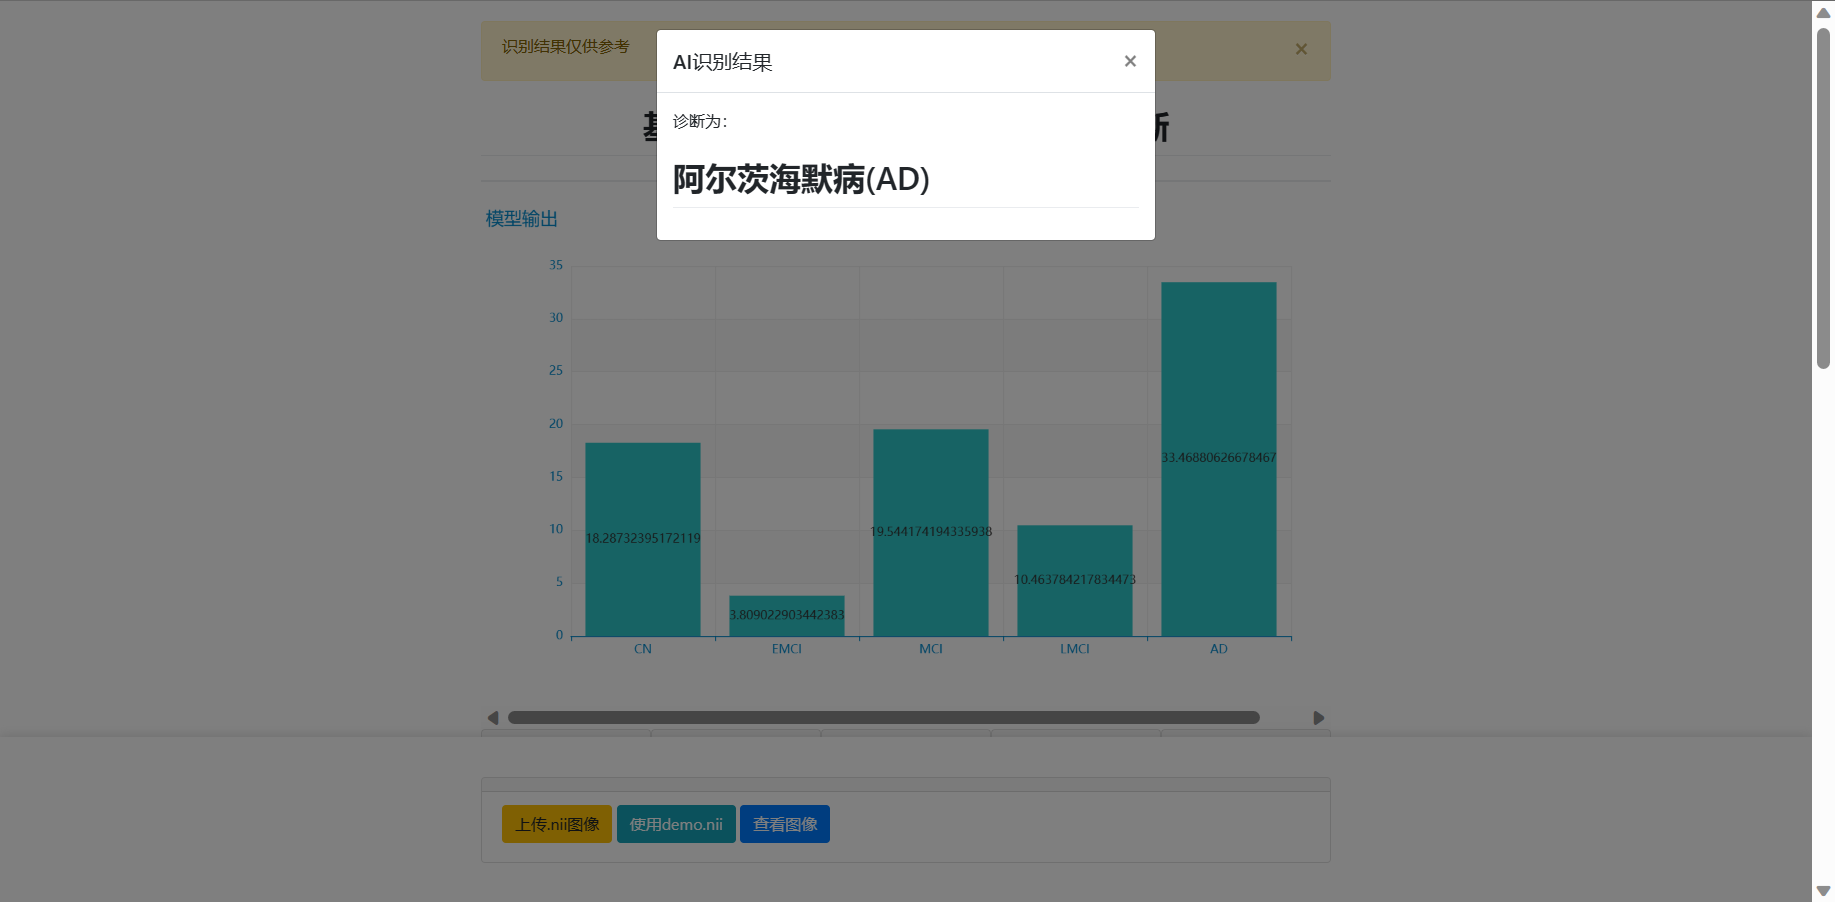 识别结果仅供参考
×
AI识别结果
×
诊断为：
阿尔茨海默病(AD)
断
模型输出
35
30
25
20
15
10
5
0
18.28732395172119
3.809022903442383
19.544174194335938
10.463784217834473
33.46880626678467
CN
EMCI
MCI
LMCI
AD
上传.nii图像
使用demo.nii
查看图像